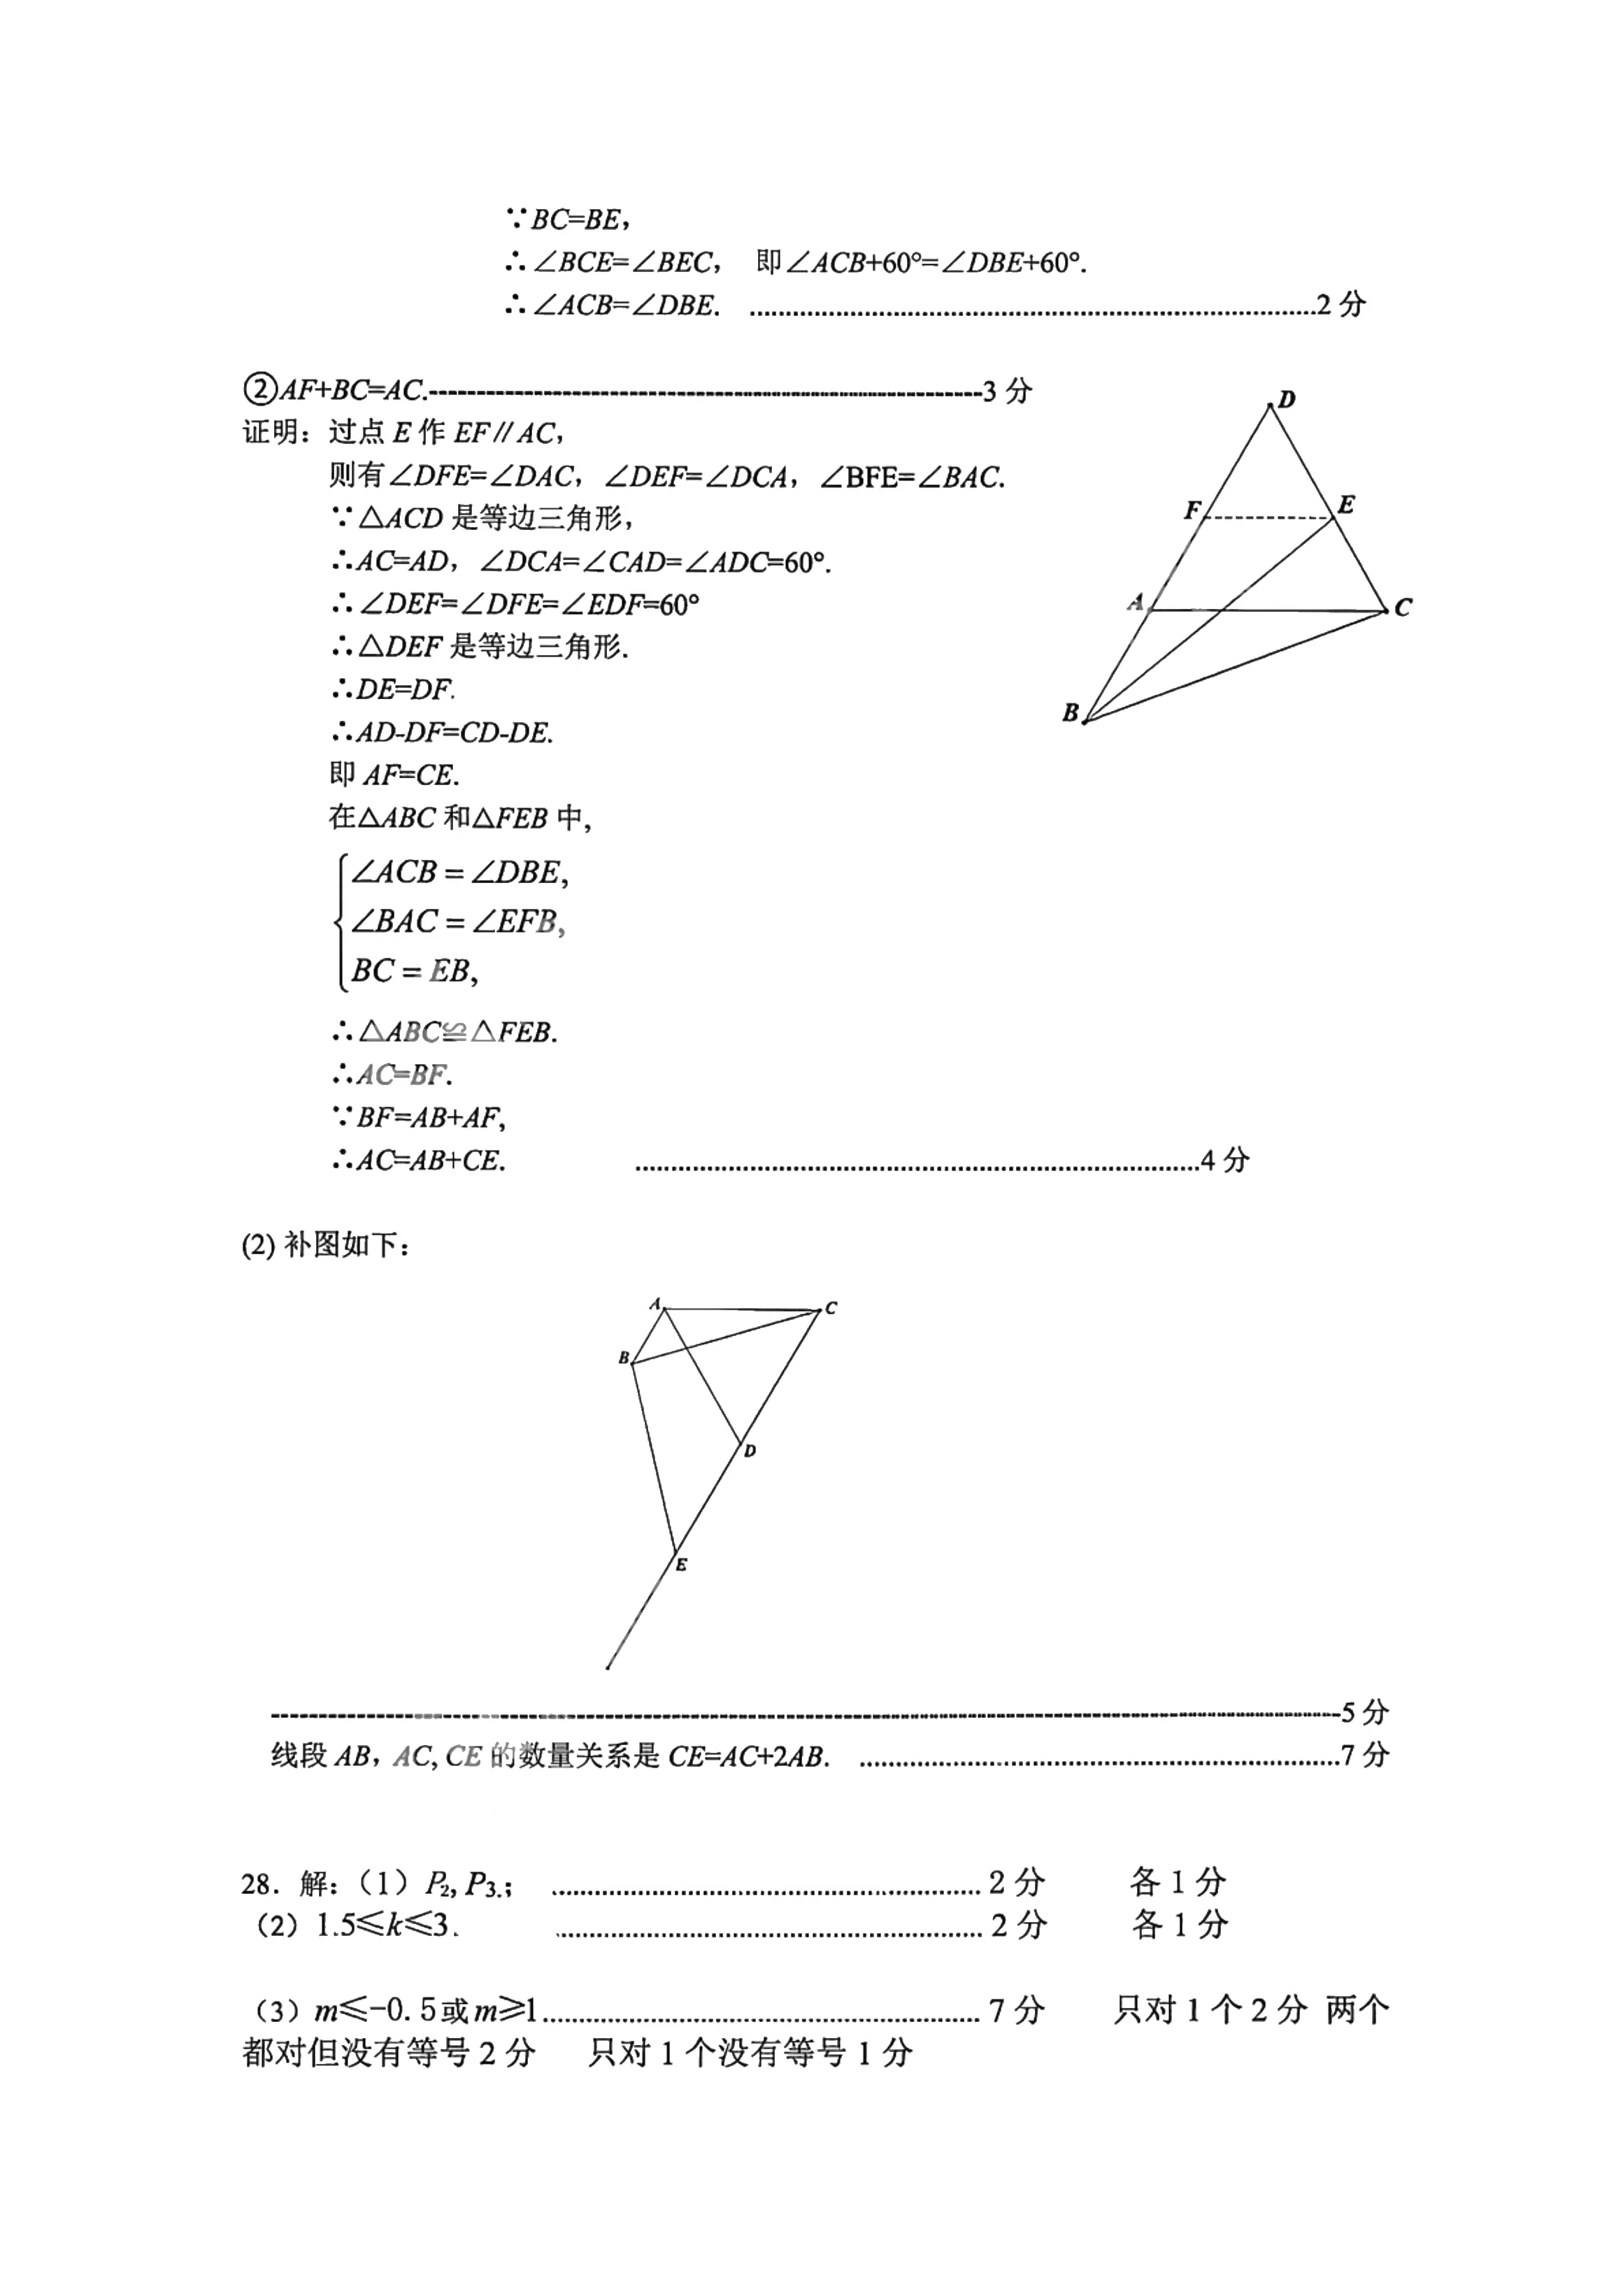 ∵BC=BE，
∴∠BCE=∠BEC， 即∠ACB+60°=∠DBE+60°.
∴∠ACB=∠DBE. ........................................2 分
②AF+BC=AC.----------------------------------------3 分
证明：过点 E 作 EF∥AC，
则有∠DFE=∠DAC，∠DEF=∠DCA，∠BFE=∠BAC.
∵△ACD 是等边三角形，
∴AC=AD，∠DCA=∠CAD=∠ADC=60°.
∴∠DEF=∠DFE=∠EDF=60°
∴△DEF 是等边三角形.
∴DE=DF.
∴AD-DF=CD-DE.
即 AF=CE.
在△ABC 和△FEB 中，
∠ACB = ∠DBE,
∠BAC = ∠EFB,
BC = EB,
∴△ABC≌△FEB.
∴AC=BF.
∵BF=AB+AF,
∴AC=AB+CE. ........................................4 分
D
F
E
A
C
B
(2) 补图如下：
A
C
B
D
E
----------------------------------------5 分
线段 AB，AC, CE 的数量关系是 CE=AC+2AB. ........................................7 分
28．解：（1）P₂, P₃.； ........................................ 2 分 各 1 分
（2）1.5≤k≤3. ........................................ 2 分 各 1 分
（3）m≤-0.5或 m≥1........................................ 7 分 只对 1 个 2 分 两个
都对但没有等号 2 分 只对 1 个没有等号 1 分